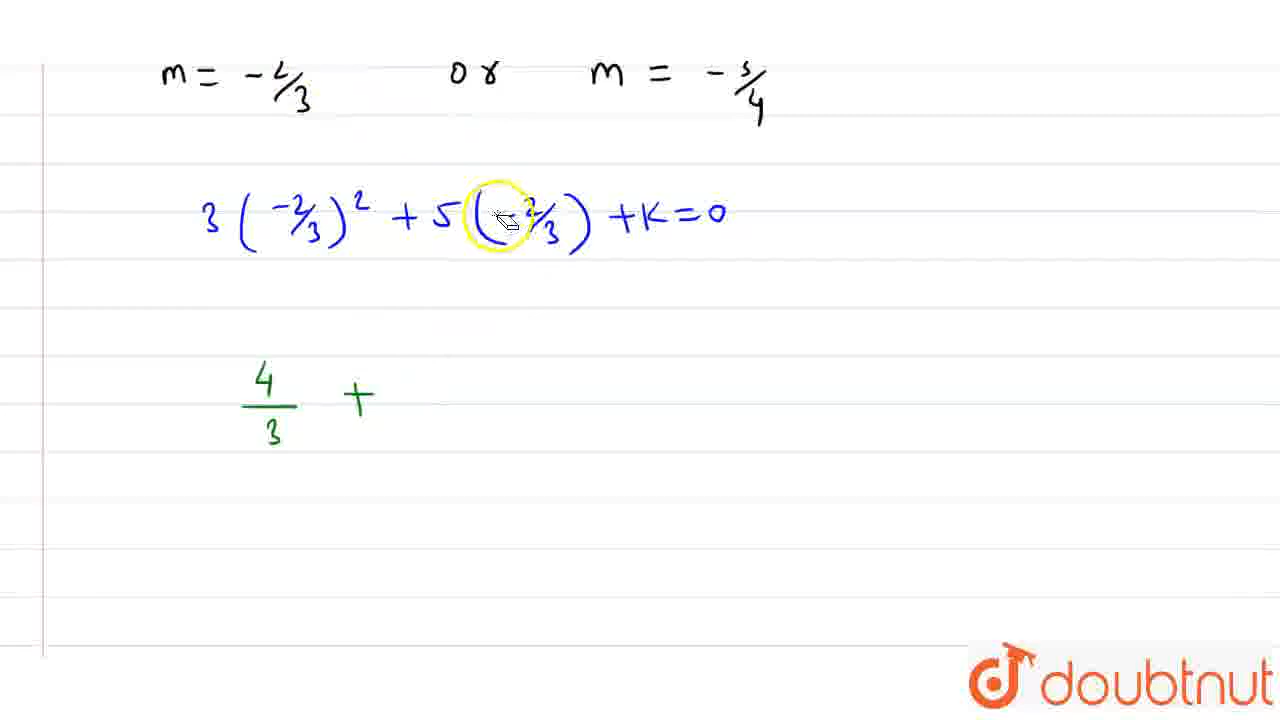 m = -2/3 or m = -5/4
3(-2/3)² + 5(-2/3) + K = 0
4/3 +
doubtnut